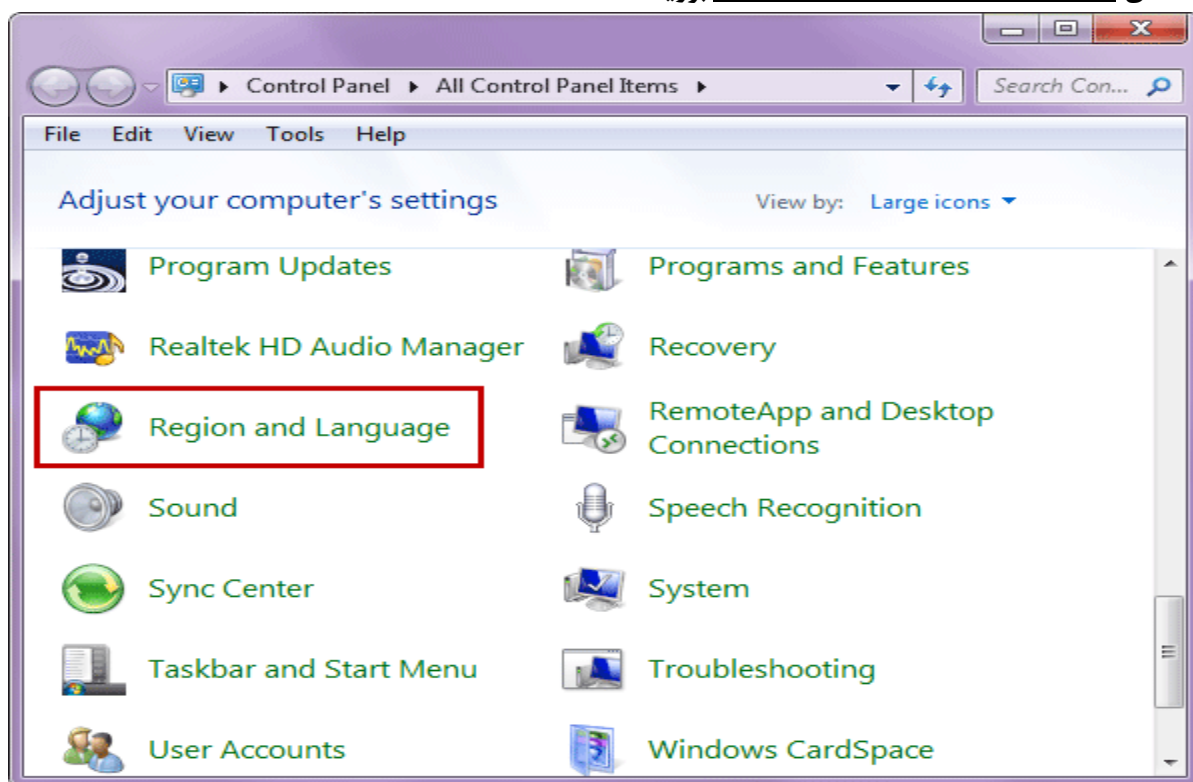 Control Panel ▸ All Control Panel Items ▸
Search Con...
File Edit View Tools Help
Adjust your computer's settings
View by: Large icons
Program Updates
Programs and Features
Realtek HD Audio Manager
Recovery
Region and Language
RemoteApp and Desktop
Connections
Sound
Speech Recognition
Sync Center
System
Taskbar and Start Menu
Troubleshooting
User Accounts
Windows CardSpace